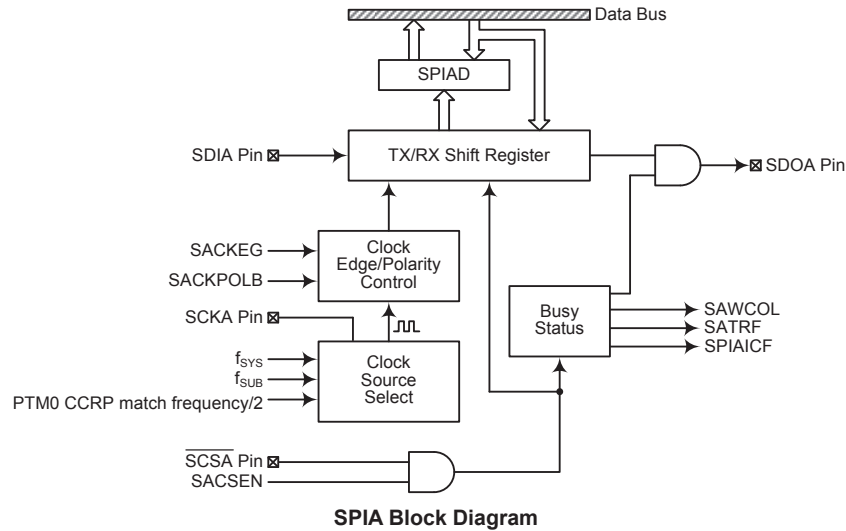 Data Bus
SPIAD
SDIA Pin
TX/RX Shift Register
SDOA Pin
SACKEG
SACKPOLB
Clock
Edge/Polarity
Control
SCKA Pin
Busy
Status
SAWCOL
SATRF
SPIAICF
fSYS
fSUB
PTM0 CCRP match frequency/2
Clock
Source
Select
SCSA Pin
SACSEN
SPIA Block Diagram